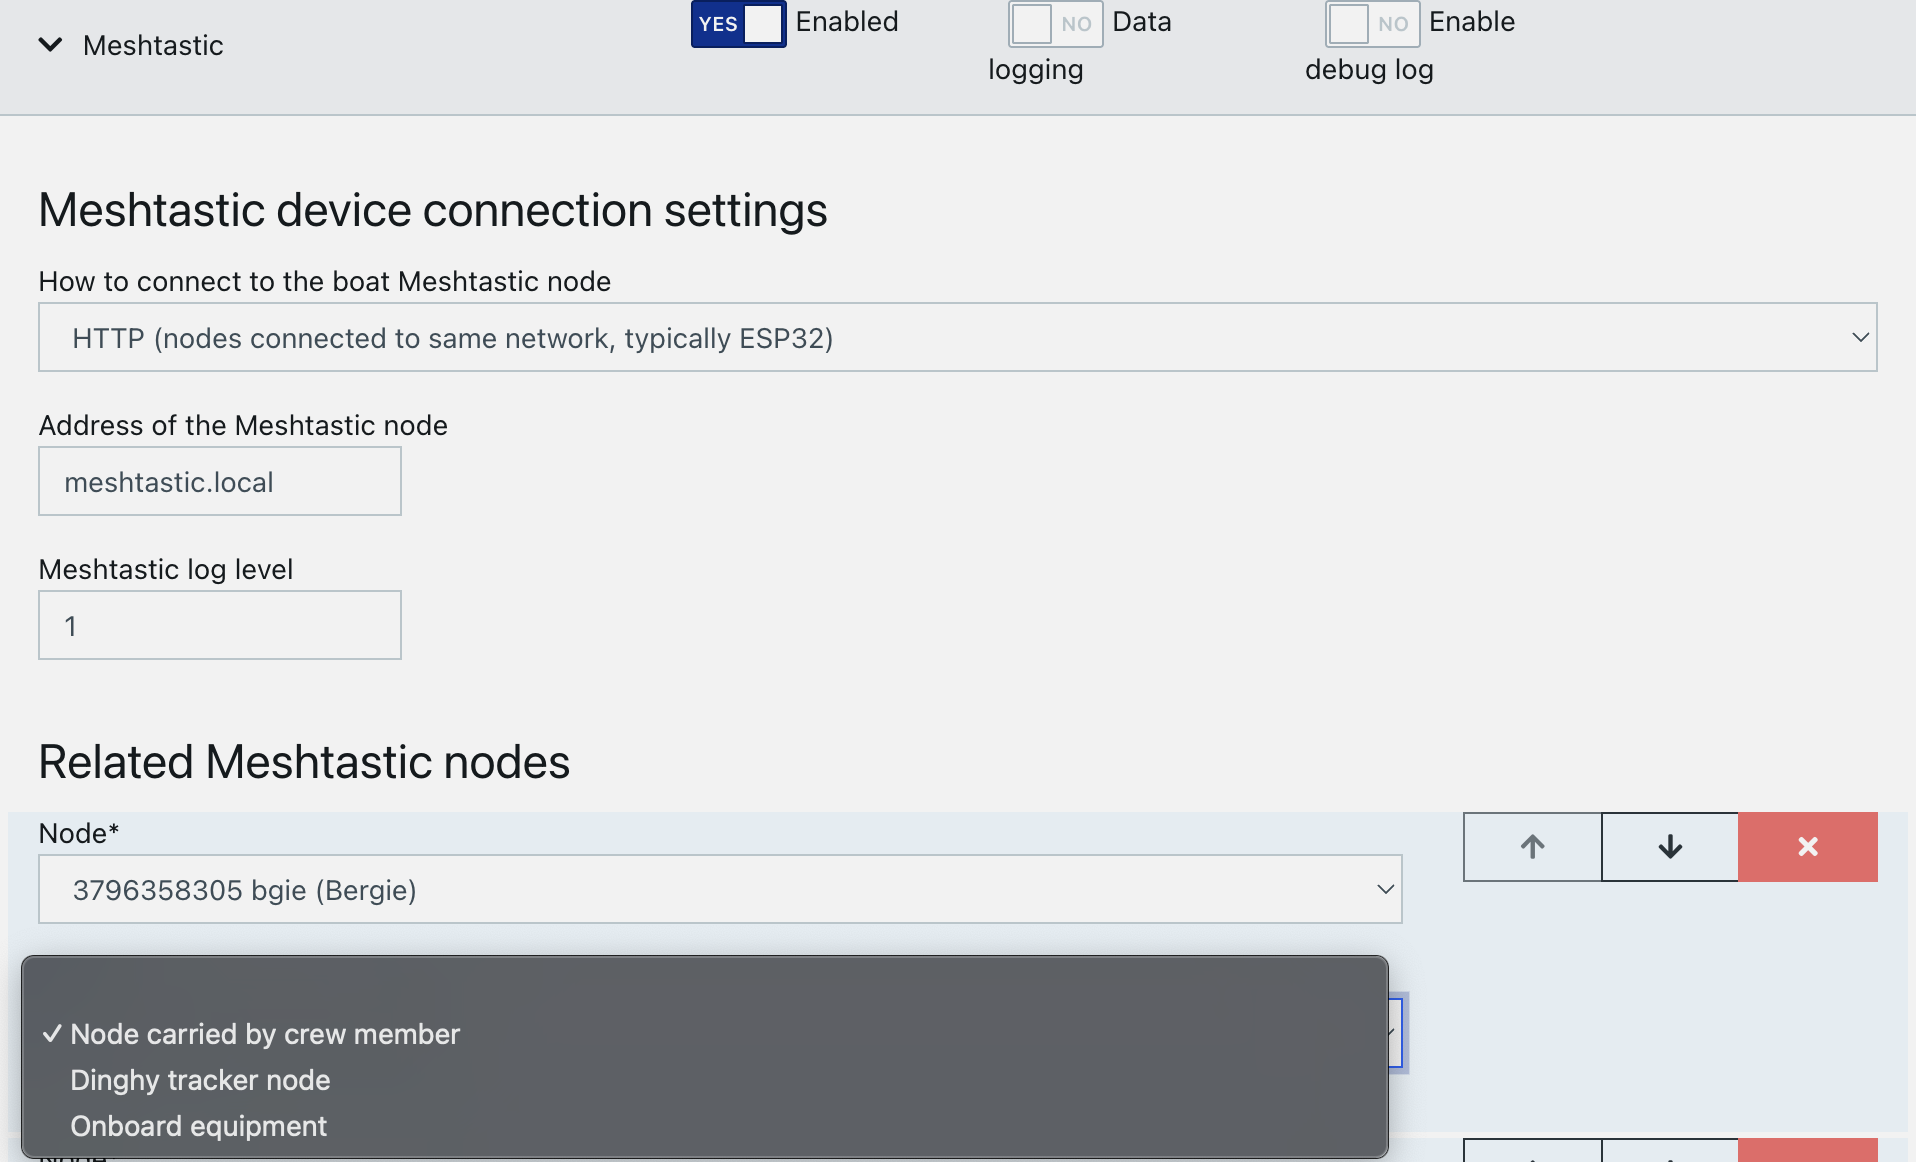 Meshtastic
YES Enabled
NO Data logging
NO Enable debug log
Meshtastic device connection settings
How to connect to the boat Meshtastic node
HTTP (nodes connected to same network, typically ESP32)
Address of the Meshtastic node
meshtastic.local
Meshtastic log level
1
Related Meshtastic nodes
Node*
3796358305 bgie (Bergie)
✓ Node carried by crew member
Dinghy tracker node
Onboard equipment